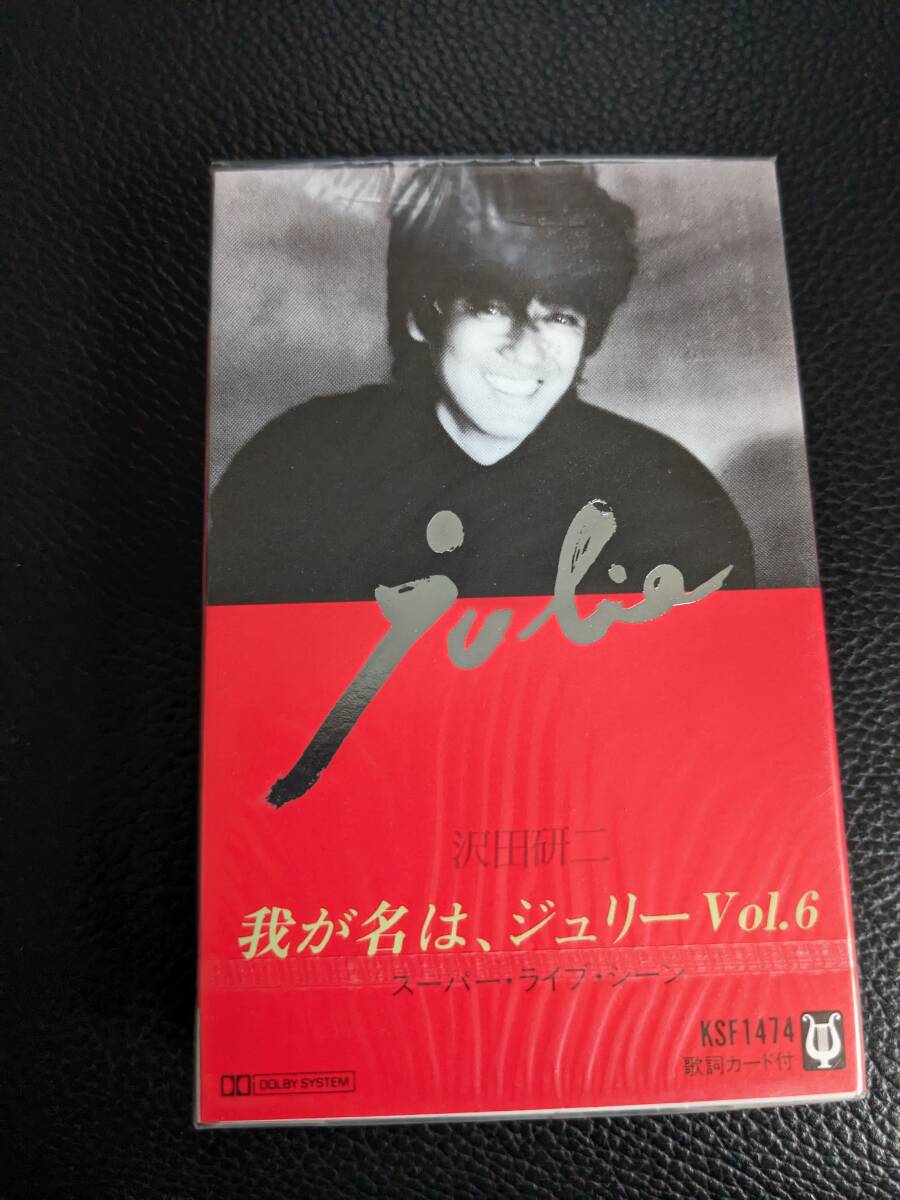 julie
沢田研二
我が名は、ジュリー Vol.6
スーパー・ライブ・シーン
KSF1474
歌詞カード付
DOLBY SYSTEM